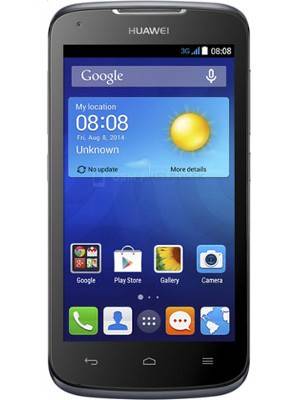 HUAWEI
3G 08:08
Google
My location
08:08
Fri, Aug 8, 2014
Unknown
No update More details
Google Play Store Gallery Camera